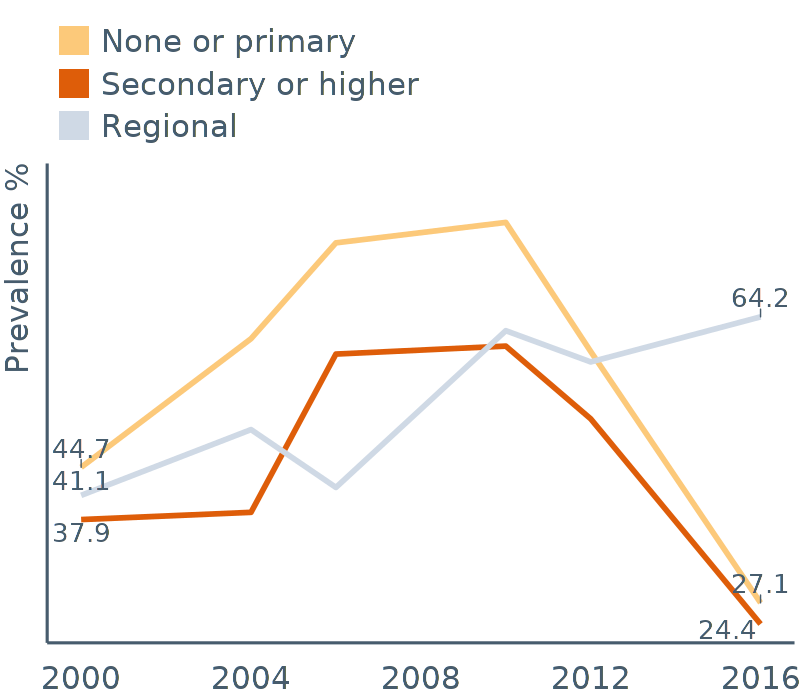 None or primary
Secondary or higher
Regional
Prevalence %
64.2
44.7
41.1
37.9
27.1
24.4
2000 2004 2008 2012 2016